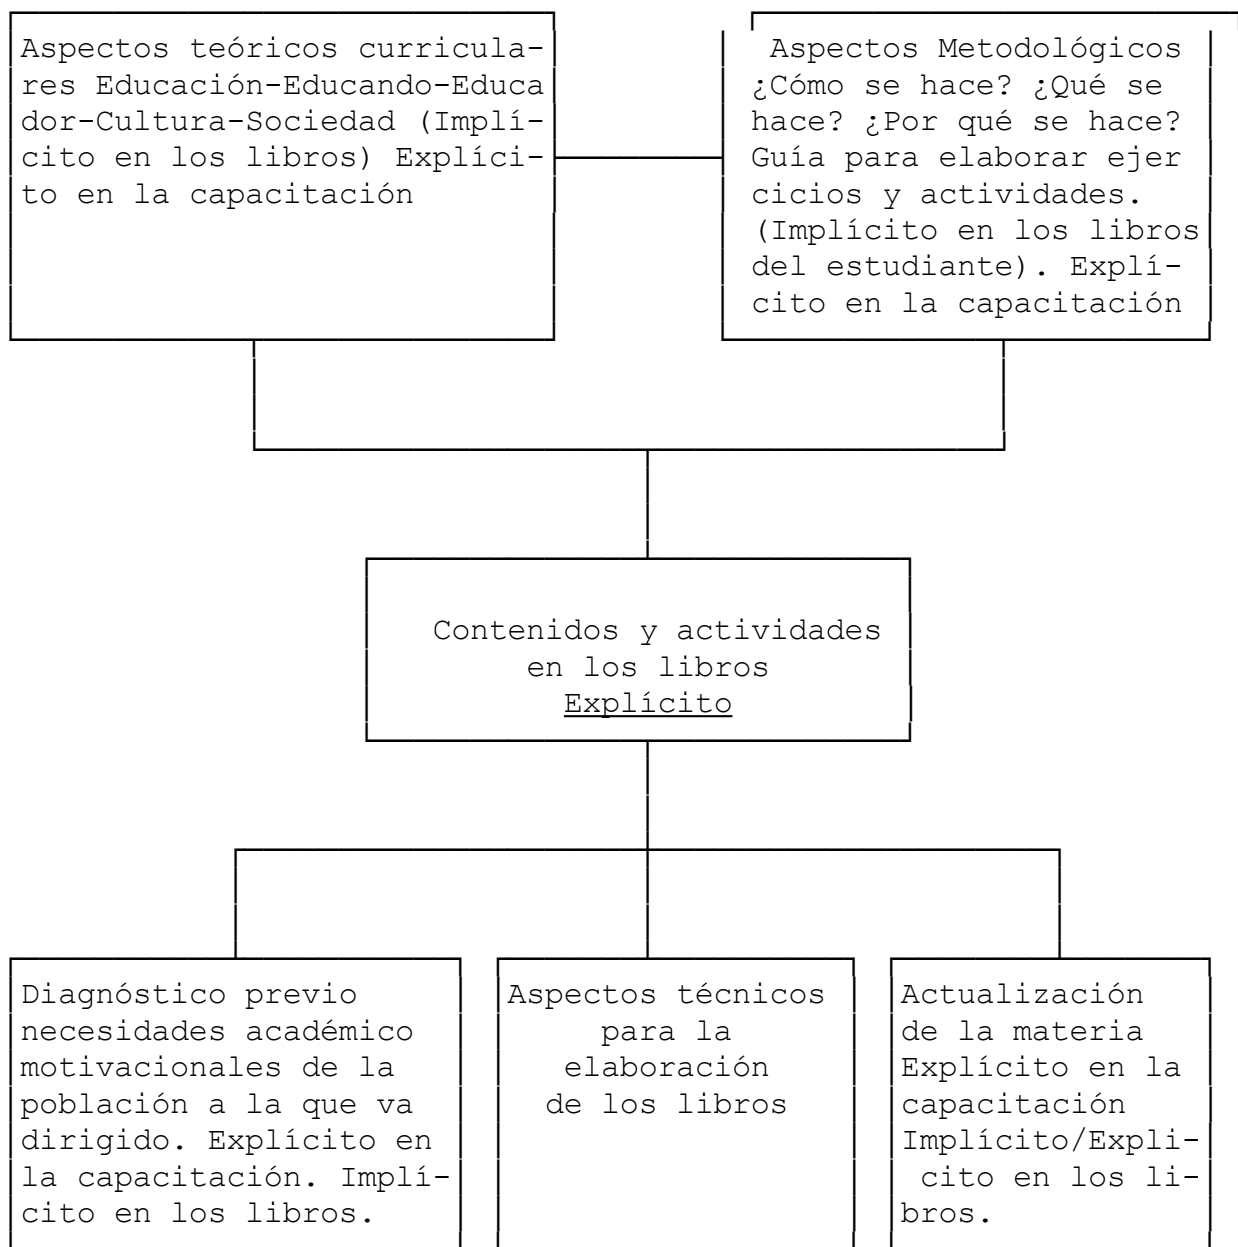 Aspectos teóricos curricula-
res Educación-Educando-Educa
dor-Cultura-Sociedad (Implí-
cito en los libros) Explíci-
to en la capacitación
Aspectos Metodológicos
¿Cómo se hace? ¿Qué se
hace? ¿Por qué se hace?
Guía para elaborar ejer
cicios y actividades.
(Implícito en los libros
del estudiante). Explí-
cito en la capacitación
Contenidos y actividades
en los libros
Explícito
Diagnóstico previo
necesidades académico
motivacionales de la
población a la que va
dirigido. Explícito en
la capacitación. Implí-
cito en los libros.
Aspectos técnicos
para la
elaboración
de los libros
Actualización
de la materia
Explícito en la
capacitación
Implícito/Expli-
cito en los li-
bros.